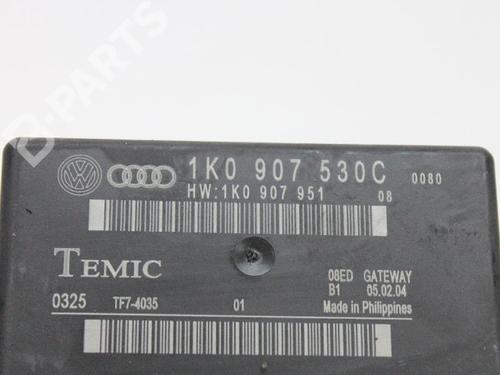 1K0 907 530C 0080
HW:1K0 907 951 08
TEMIC
08ED GATEWAY
B1 05.02.04
0325 TF7-4035 01 Made in Philippines
B-PARTS